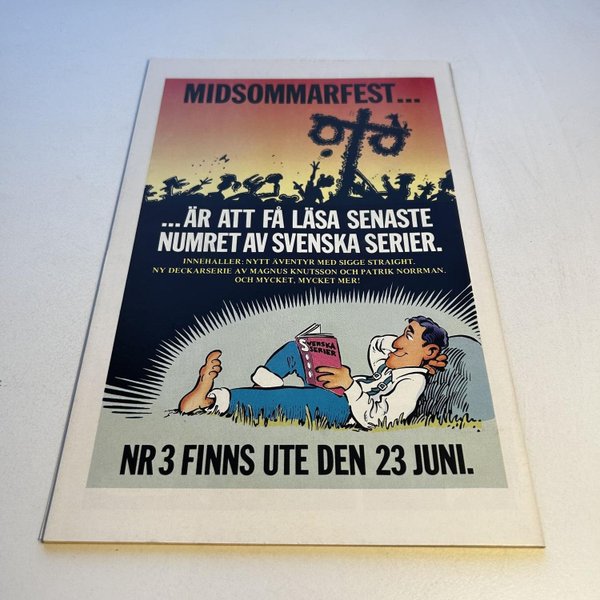 MIDSOMMARFEST...
...ÄR ATT FÅ LÄSA SENASTE
NUMRET AV SVENSKA SERIER.
INNEHALLER: NYTT ÄVENTYR MED SIGGE STRAIGHT.
NY DECKARSERIE AV MAGNUS KNUTSSON OCH PATRIK NORRMAN.
OCH MYCKET, MYCKET MER!
SVENSKA
SERIER
NR 3 FINNS UTE DEN 23 JUNI.